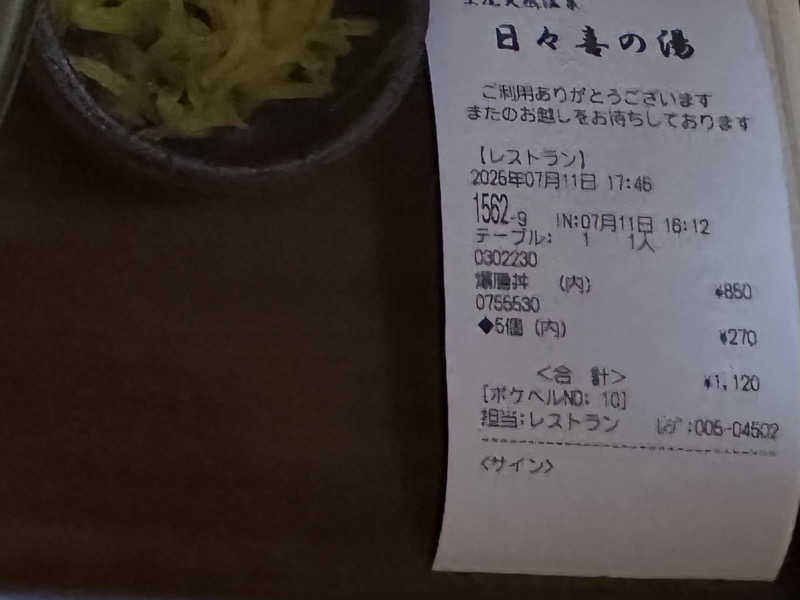 日々喜の湯
ご利用ありがとうございます
またのお越しをお待ちしております
【レストラン】
2026年07月11日 17:46
1562-g IN:07月11日 16:12
テーブル: 1 1人
0302230
爆盛丼 (内) ¥850
0755530
◆5個 (内) ¥270
<合 計> ¥1,120
[ポケベルNO: 10]
担当:レストラン ﾚｼﾞ:005-04502
<サイン>